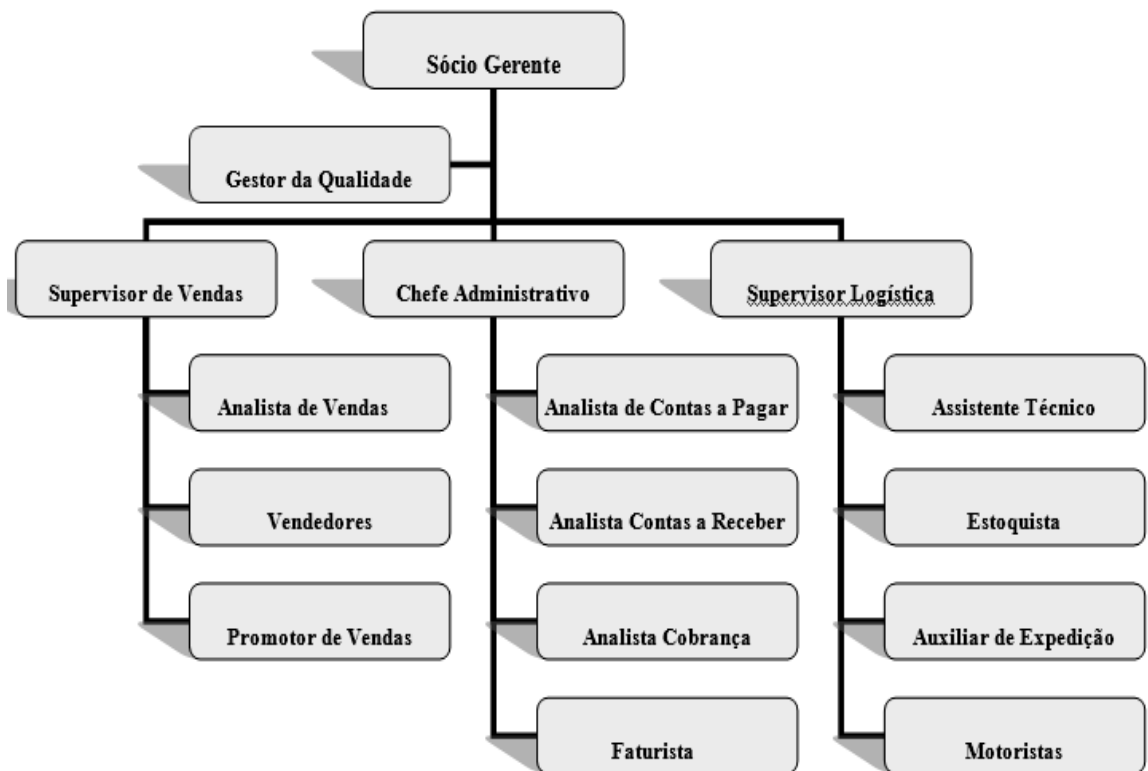 Sócio Gerente
Gestor da Qualidade
Supervisor de Vendas
Chefe Administrativo
Supervisor Logística
Analista de Vendas
Analista de Contas a Pagar
Assistente Técnico
Vendedores
Analista Contas a Receber
Estoquista
Promotor de Vendas
Analista Cobrança
Auxiliar de Expedição
Faturista
Motoristas